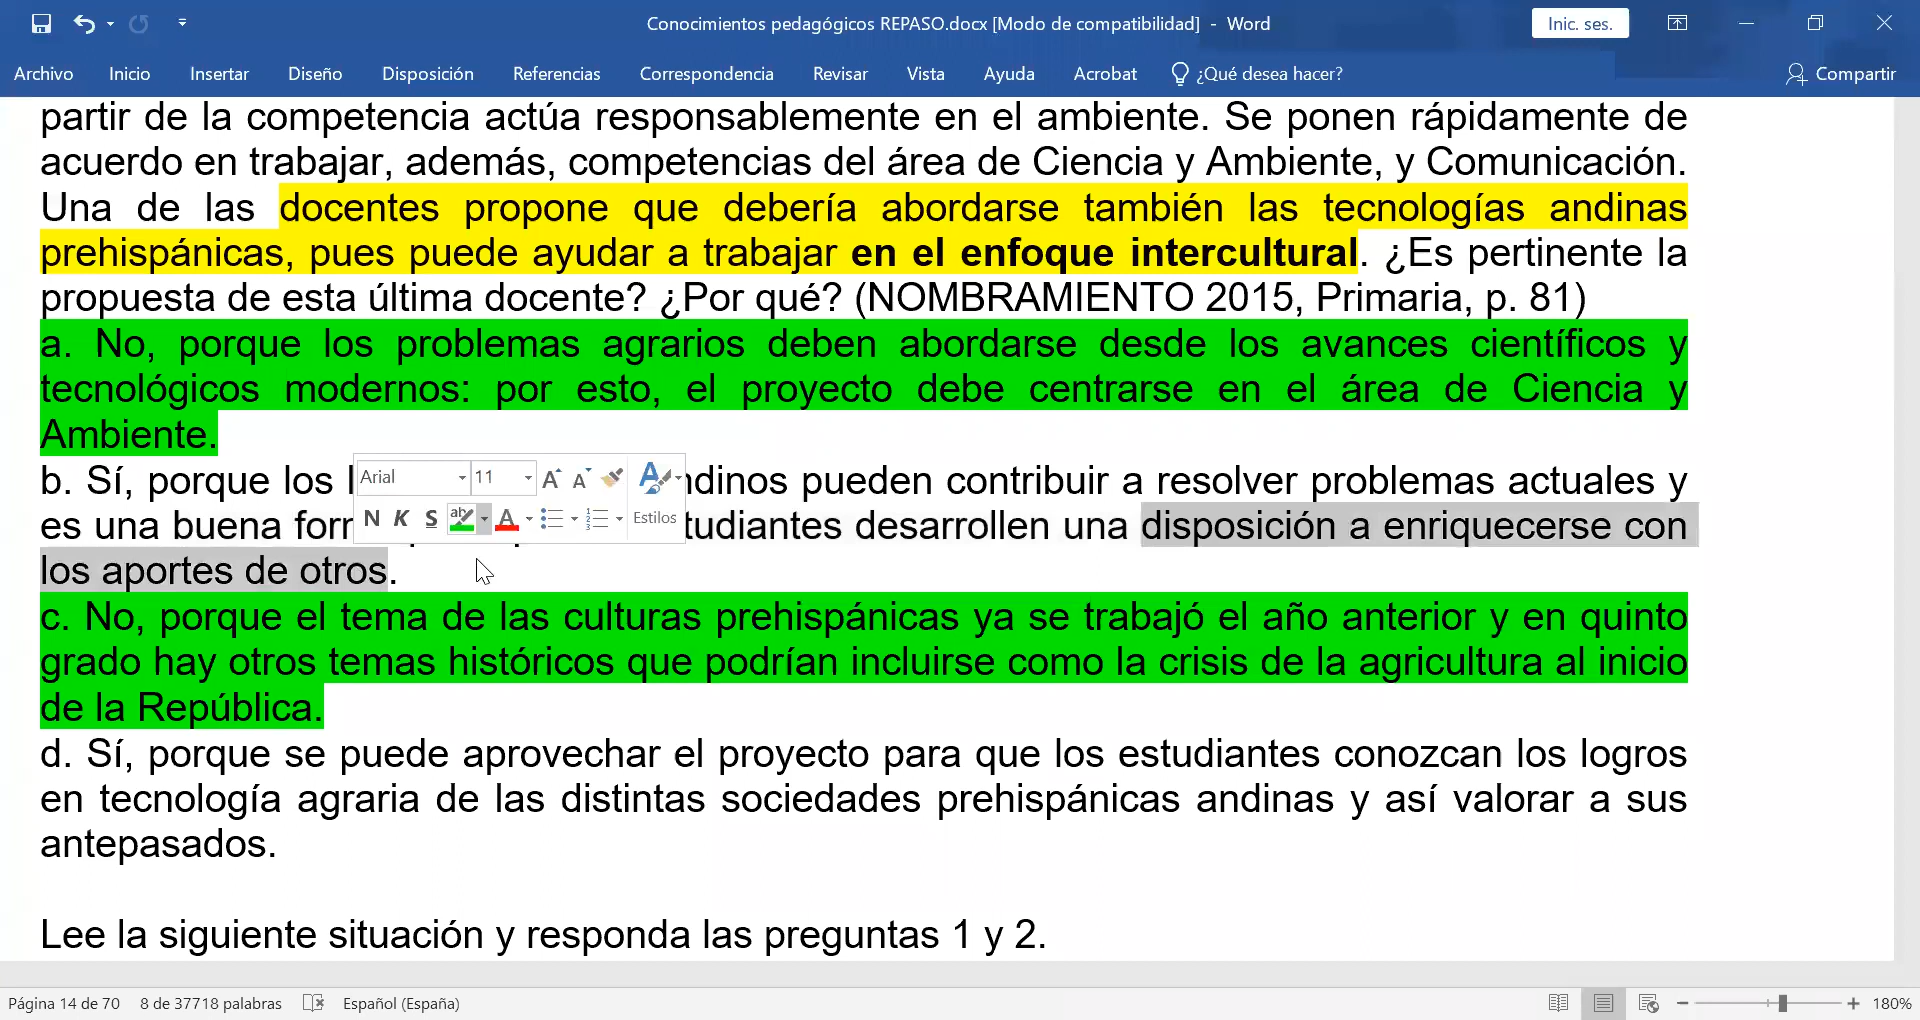 Conocimientos pedagógicos REPASO.docx [Modo de compatibilidad] - Word
Inic. ses.
Archivo Inicio Insertar Diseño Disposición Referencias Correspondencia Revisar Vista Ayuda Acrobat ¿Qué desea hacer? Compartir
partir de la competencia actúa responsablemente en el ambiente. Se ponen rápidamente de
acuerdo en trabajar, además, competencias del área de Ciencia y Ambiente, y Comunicación.
Una de las docentes propone que debería abordarse también las tecnologías andinas
prehispánicas, pues puede ayudar a trabajar en el enfoque intercultural. ¿Es pertinente la
propuesta de esta última docente? ¿Por qué? (NOMBRAMIENTO 2015, Primaria, p. 81)
a. No, porque los problemas agrarios deben abordarse desde los avances científicos y
tecnológicos modernos: por esto, el proyecto debe centrarse en el área de Ciencia y
Ambiente.
b. Sí, porque los ndinos pueden contribuir a resolver problemas actuales y
es una buena for tudiantes desarrollen una disposición a enriquecerse con
los aportes de otros.
Arial 11
N K S Estilos
c. No, porque el tema de las culturas prehispánicas ya se trabajó el año anterior y en quinto
grado hay otros temas históricos que podrían incluirse como la crisis de la agricultura al inicio
de la República.
d. Sí, porque se puede aprovechar el proyecto para que los estudiantes conozcan los logros
en tecnología agraria de las distintas sociedades prehispánicas andinas y así valorar a sus
antepasados.
Lee la siguiente situación y responda las preguntas 1 y 2.
Página 14 de 70 8 de 37718 palabras Español (España) 180%